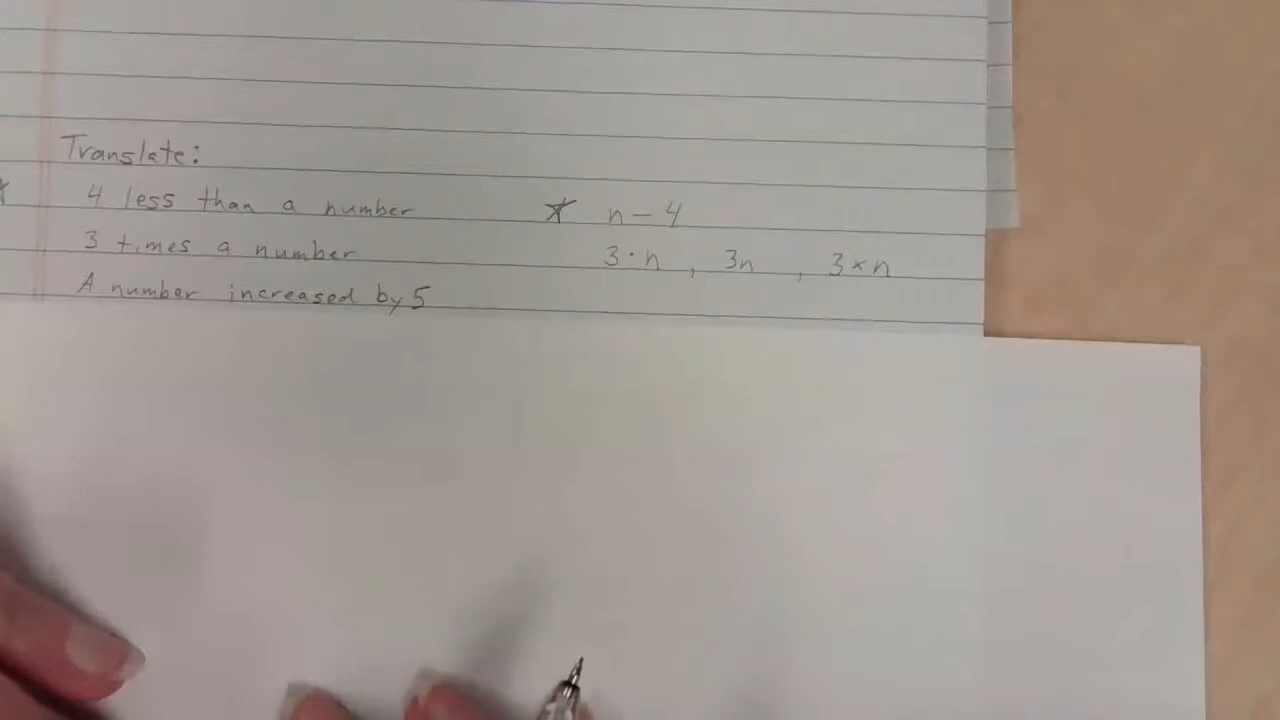 Translate:
4 less than a number ★ n - 4
3 times a number 3 · n , 3n , 3 × n
A number increased by 5